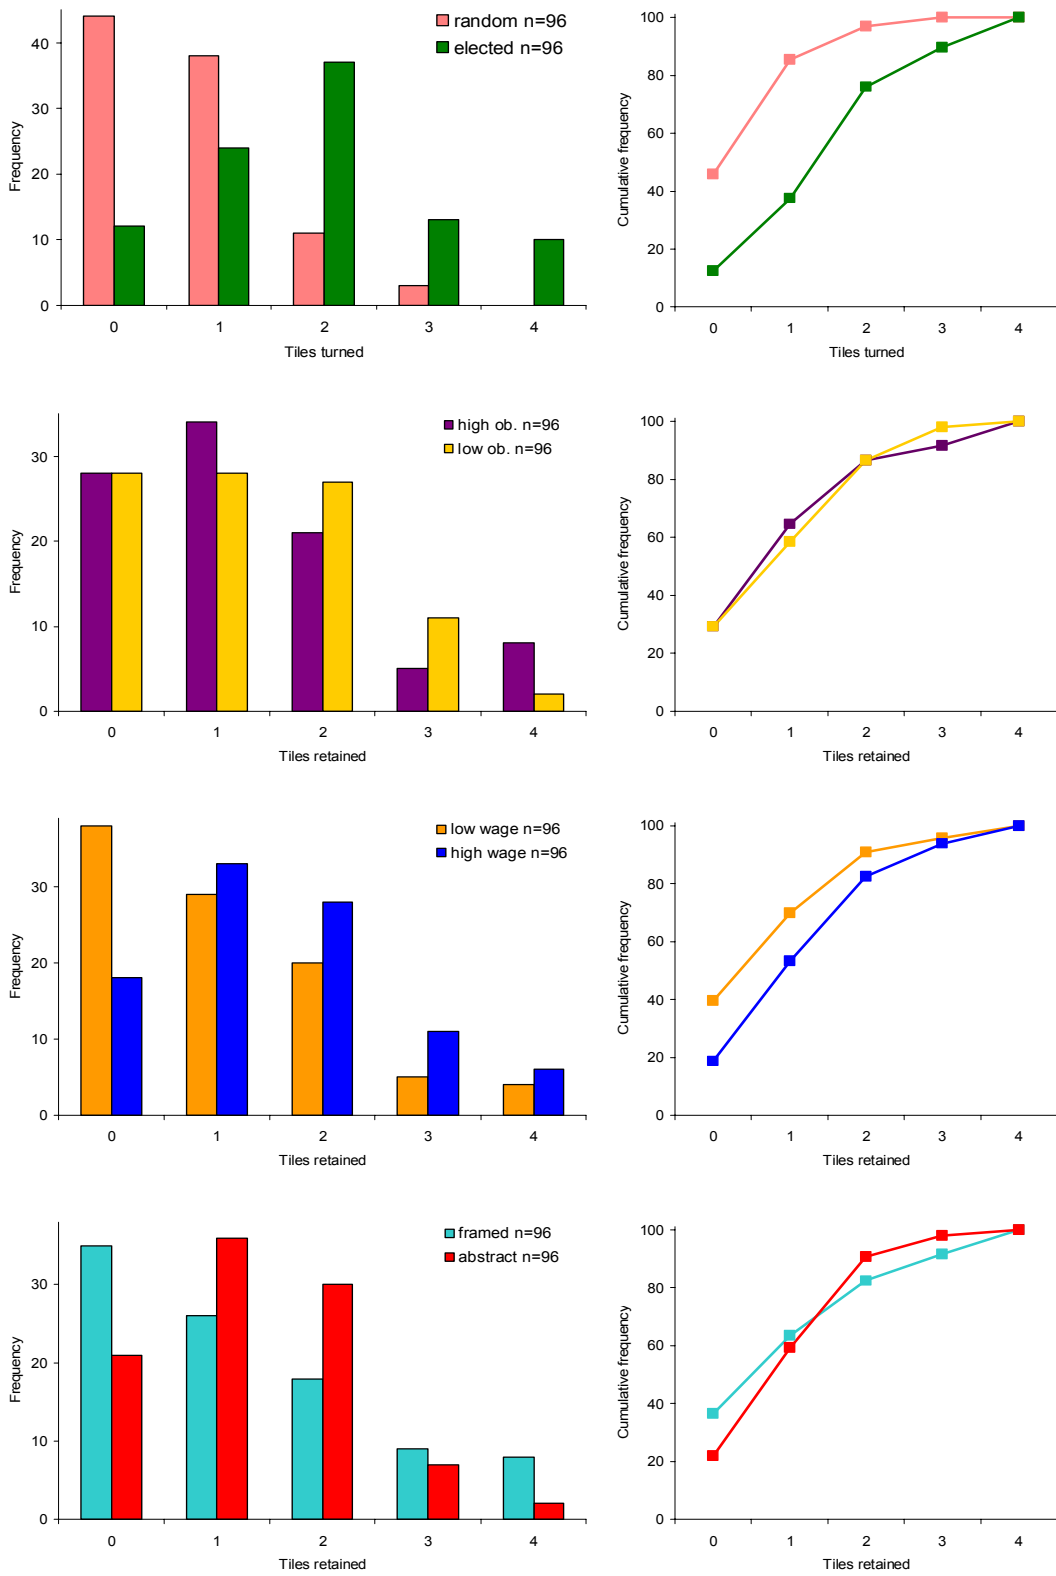 random n=96
elected n=96
Frequency
40
30
20
10
0
0 1 2 3 4
Tiles turned
Cumulative frequency
100
80
60
40
20
0
0 1 2 3 4
Tiles turned
high ob. n=96
low ob. n=96
Frequency
30
20
10
0
0 1 2 3 4
Tiles retained
Cumulative frequency
100
80
60
40
20
0
0 1 2 3 4
Tiles retained
low wage n=96
high wage n=96
Frequency
30
20
10
0
0 1 2 3 4
Tiles retained
Cumulative frequency
100
80
60
40
20
0
0 1 2 3 4
Tiles retained
framed n=96
abstract n=96
Frequency
30
20
10
0
0 1 2 3 4
Tiles retained
Cumulative frequency
100
80
60
40
20
0
0 1 2 3 4
Tiles retained